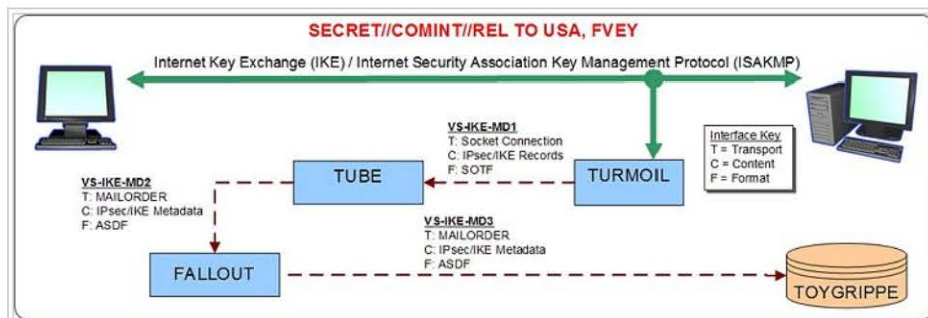 SECRET//COMINT//REL TO USA, FVEY
Internet Key Exchange (IKE) / Internet Security Association Key Management Protocol (ISAKMP)
VS-IKE-MD1
T: Socket Connection
C: IPsec/IKE Records
F: SOTF
Interface Key
T = Transport
C = Content
F = Format
TUBE
TURMOIL
VS-IKE-MD2
T: MAILORDER
C: IPsec/IKE Metadata
F: ASDF
VS-IKE-MD3
T: MAILORDER
C: IPsec/IKE Metadata
F: ASDF
FALLOUT
TOYGRIPPE